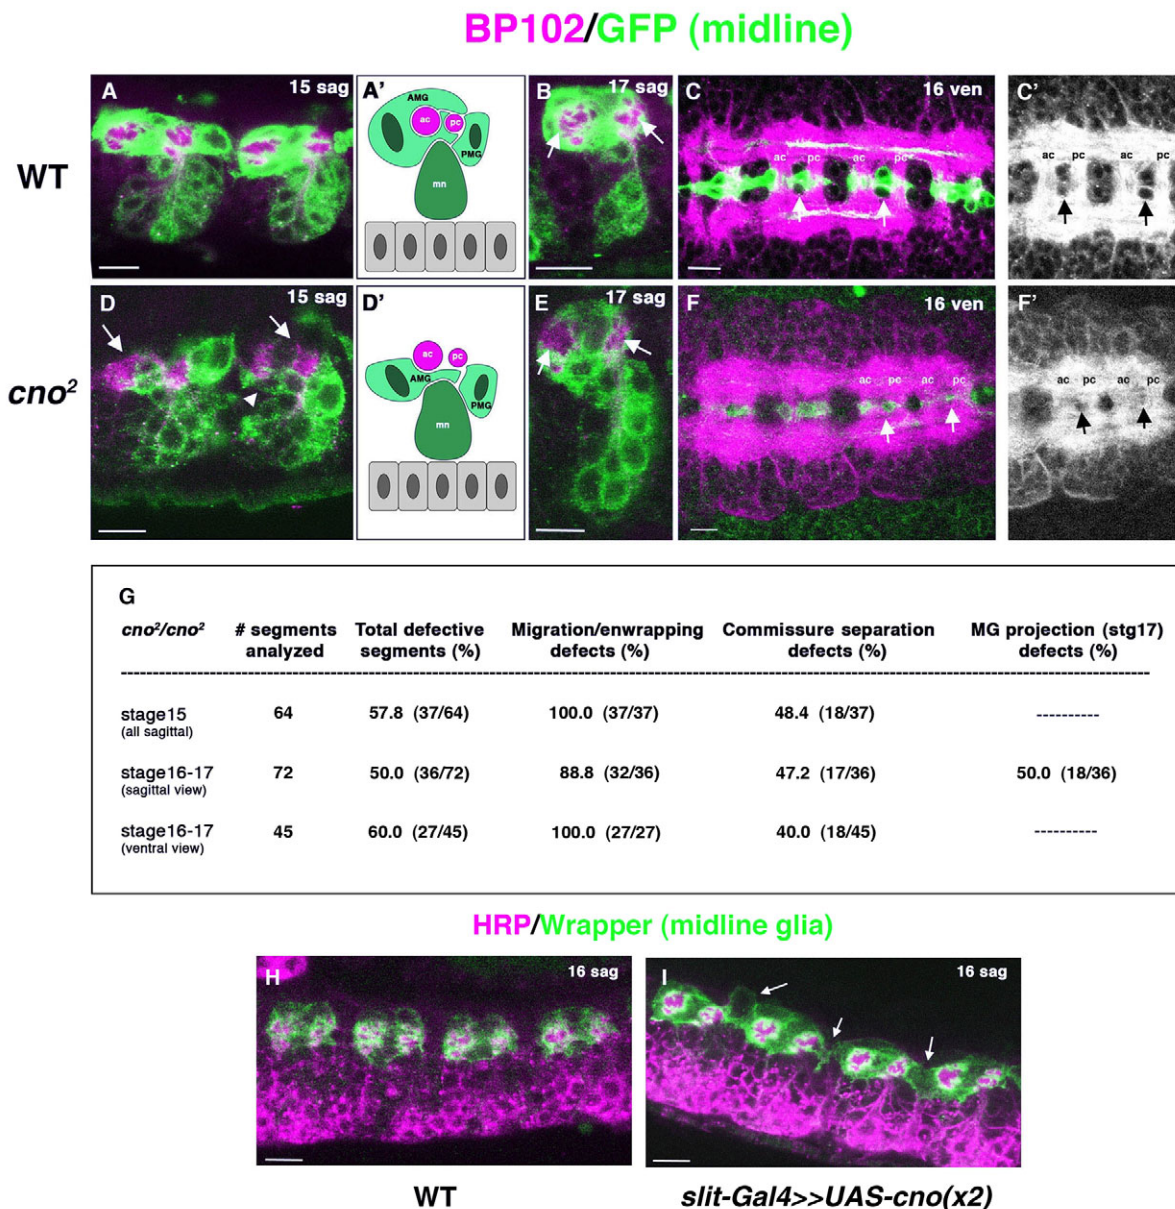 BP102/GFP (midline)
WT
A
15 sag
A'
AMG
ac
pc
PMG
mn
B
17 sag
C
16 ven
ac
pc
ac
pc
C'
ac
pc
ac
pc
cno²
D
15 sag
D'
ac
pc
AMG
PMG
mn
E
17 sag
F
16 ven
ac
pc
ac
pc
F'
ac
pc
ac
pc
G
cno²/cno² # segments analyzed Total defective segments (%) Migration/enwrapping defects (%) Commissure separation defects (%) MG projection (stg17) defects (%)
stage15 64 57.8 (37/64) 100.0 (37/37) 48.4 (18/37) ----------
(all sagittal)
stage16-17 72 50.0 (36/72) 88.8 (32/36) 47.2 (17/36) 50.0 (18/36)
(sagittal view)
stage16-17 45 60.0 (27/45) 100.0 (27/27) 40.0 (18/45) ----------
(ventral view)
HRP/Wrapper (midline glia)
H
16 sag
I
16 sag
WT
slit-Gal4>>UAS-cno(x2)